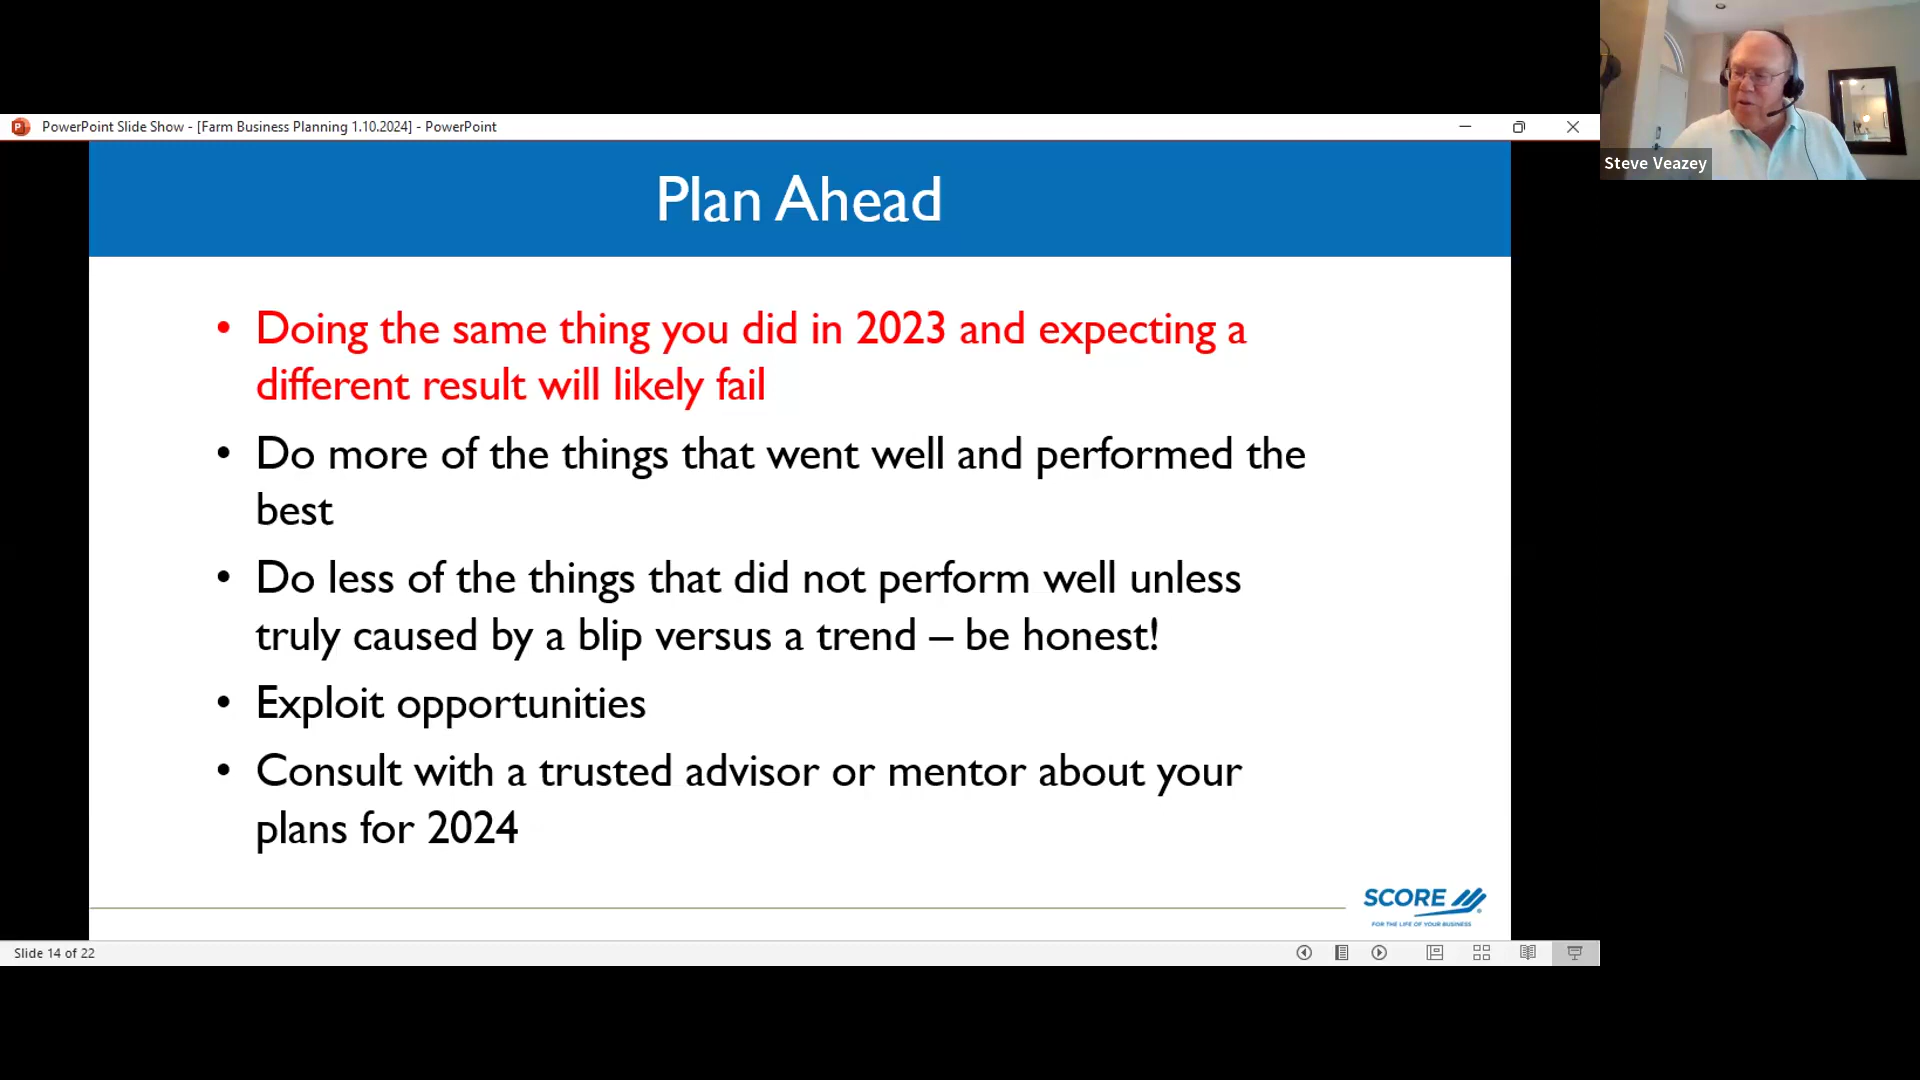 PowerPoint Slide Show - [Farm Business Planning 1.10.2024] - PowerPoint
Steve Veazey
Plan Ahead
• Doing the same thing you did in 2023 and expecting a
different result will likely fail
• Do more of the things that went well and performed the
best
• Do less of the things that did not perform well unless
truly caused by a blip versus a trend – be honest!
• Exploit opportunities
• Consult with a trusted advisor or mentor about your
plans for 2024
SCORE
FOR THE LIFE OF YOUR BUSINESS
Slide 14 of 22